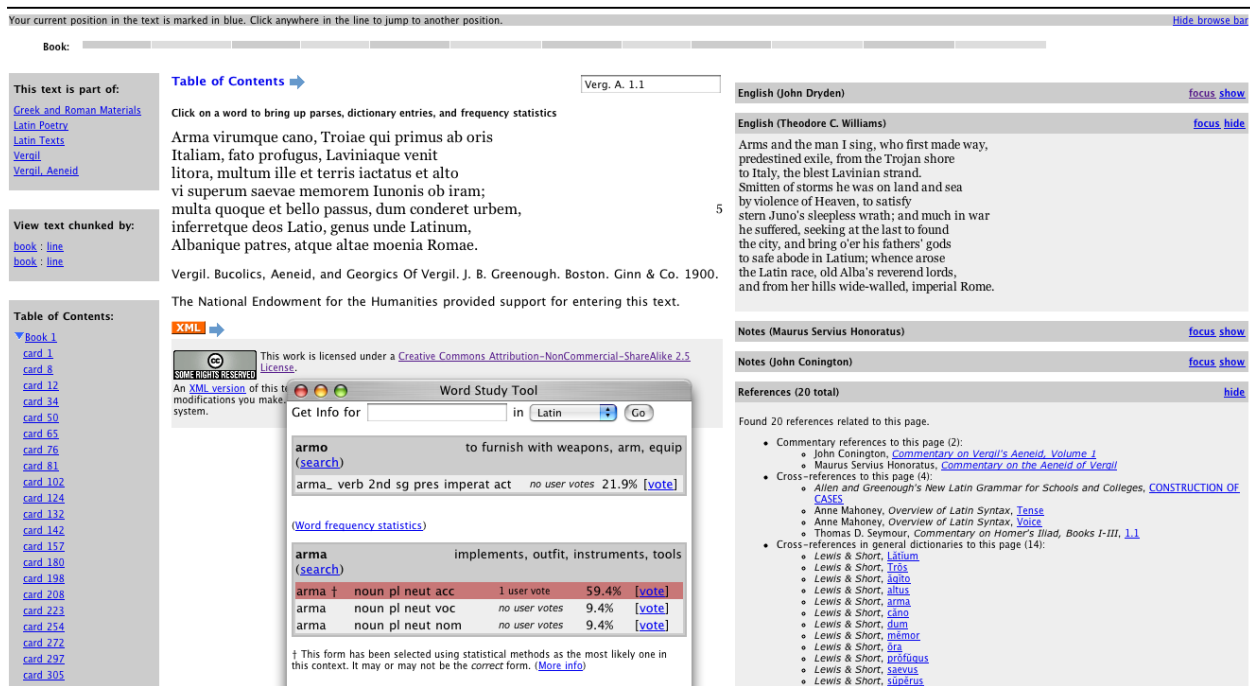 Your current position in the text is marked in blue. Click anywhere in the line to jump to another position.
Hide browse bar
Book:
This text is part of:
Greek and Roman Materials
Latin Poetry
Latin Texts
Vergil
Vergil, Aeneid
View text chunked by:
book : line
book : line
Table of Contents:
Book 1
card 1
card 8
card 12
card 34
card 50
card 65
card 76
card 81
card 102
card 124
card 132
card 142
card 157
card 180
card 198
card 208
card 223
card 254
card 272
card 297
card 305
Table of Contents
Verg. A. 1.1
Click on a word to bring up parses, dictionary entries, and frequency statistics
Arma virumque cano, Troiae qui primus ab oris
Italiam, fato profugus, Laviniaque venit
litora, multum ille et terris iactatus et alto
vi superum saevae memorem Iunonis ob iram;
multa quoque et bello passus, dum conderet urbem, 5
inferretque deos Latio, genus unde Latinum,
Albanique patres, atque altae moenia Romae.
Vergil. Bucolics, Aeneid, and Georgics Of Vergil. J. B. Greenough. Boston. Ginn & Co. 1900.
The National Endowment for the Humanities provided support for entering this text.
XML
cc
SOME RIGHTS RESERVED
This work is licensed under a Creative Commons Attribution-NonCommercial-ShareAlike 2.5
License.
An XML version of this te
modifications you make.
system.
Word Study Tool
Get Info for in Latin Go
armo to furnish with weapons, arm, equip
(search)
arma_ verb 2nd sg pres imperat act no user votes 21.9% [vote]
(Word frequency statistics)
arma implements, outfit, instruments, tools
(search)
arma † noun pl neut acc 1 user vote 59.4% [vote]
arma noun pl neut voc no user votes 9.4% [vote]
arma noun pl neut nom no user votes 9.4% [vote]
† This form has been selected using statistical methods as the most likely one in
this context. It may or may not be the correct form. (More info)
English (John Dryden) focus show
English (Theodore C. Williams) focus hide
Arms and the man I sing, who first made way,
predestined exile, from the Trojan shore
to Italy, the blest Lavinian strand.
Smitten of storms he was on land and sea
by violence of Heaven, to satisfy
stern Juno's sleepless wrath; and much in war
he suffered, seeking at the last to found
the city, and bring o'er his fathers' gods
to safe abode in Latium; whence arose
the Latin race, old Alba's reverend lords,
and from her hills wide-walled, imperial Rome.
Notes (Maurus Servius Honoratus) focus show
Notes (John Conington) focus show
References (20 total) hide
Found 20 references related to this page.
Commentary references to this page (2):
John Conington, Commentary on Vergil's Aeneid, Volume 1
Maurus Servius Honoratus, Commentary on the Aeneid of Vergil
Cross-references to this page (4):
Allen and Greenough's New Latin Grammar for Schools and Colleges, CONSTRUCTION OF
CASES
Anne Mahoney, Overview of Latin Syntax, Tense
Anne Mahoney, Overview of Latin Syntax, Voice
Thomas D. Seymour, Commentary on Homer's Iliad, Books I-III, 1.1
Cross-references in general dictionaries to this page (14):
Lewis & Short, Lătĭum
Lewis & Short, Trōs
Lewis & Short, ăgĭto
Lewis & Short, altus
Lewis & Short, arma
Lewis & Short, căno
Lewis & Short, dum
Lewis & Short, mĕmor
Lewis & Short, ōra
Lewis & Short, prŏfŭgus
Lewis & Short, saevus
Lewis & Short, sŭpĕrus